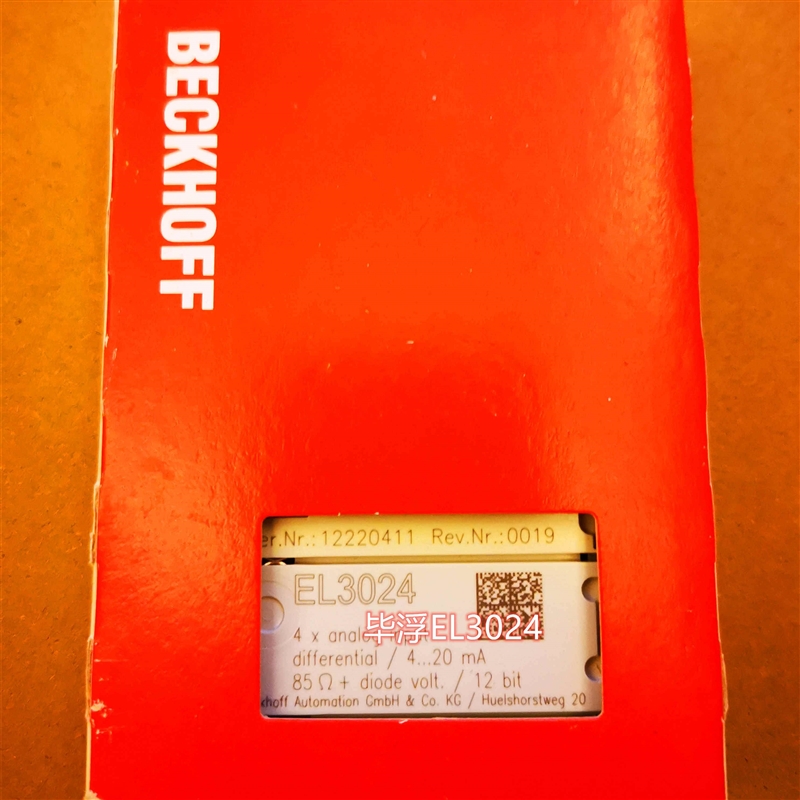 BECKHOFF
er.Nr.:12220411 Rev.Nr.:0019
EL3024
毕浮EL3024
4 x analog
differential / 4...20 mA
85 Ω + diode volt. / 12 bit
khoff Automation GmbH & Co. KG / Huelshorstweg 20